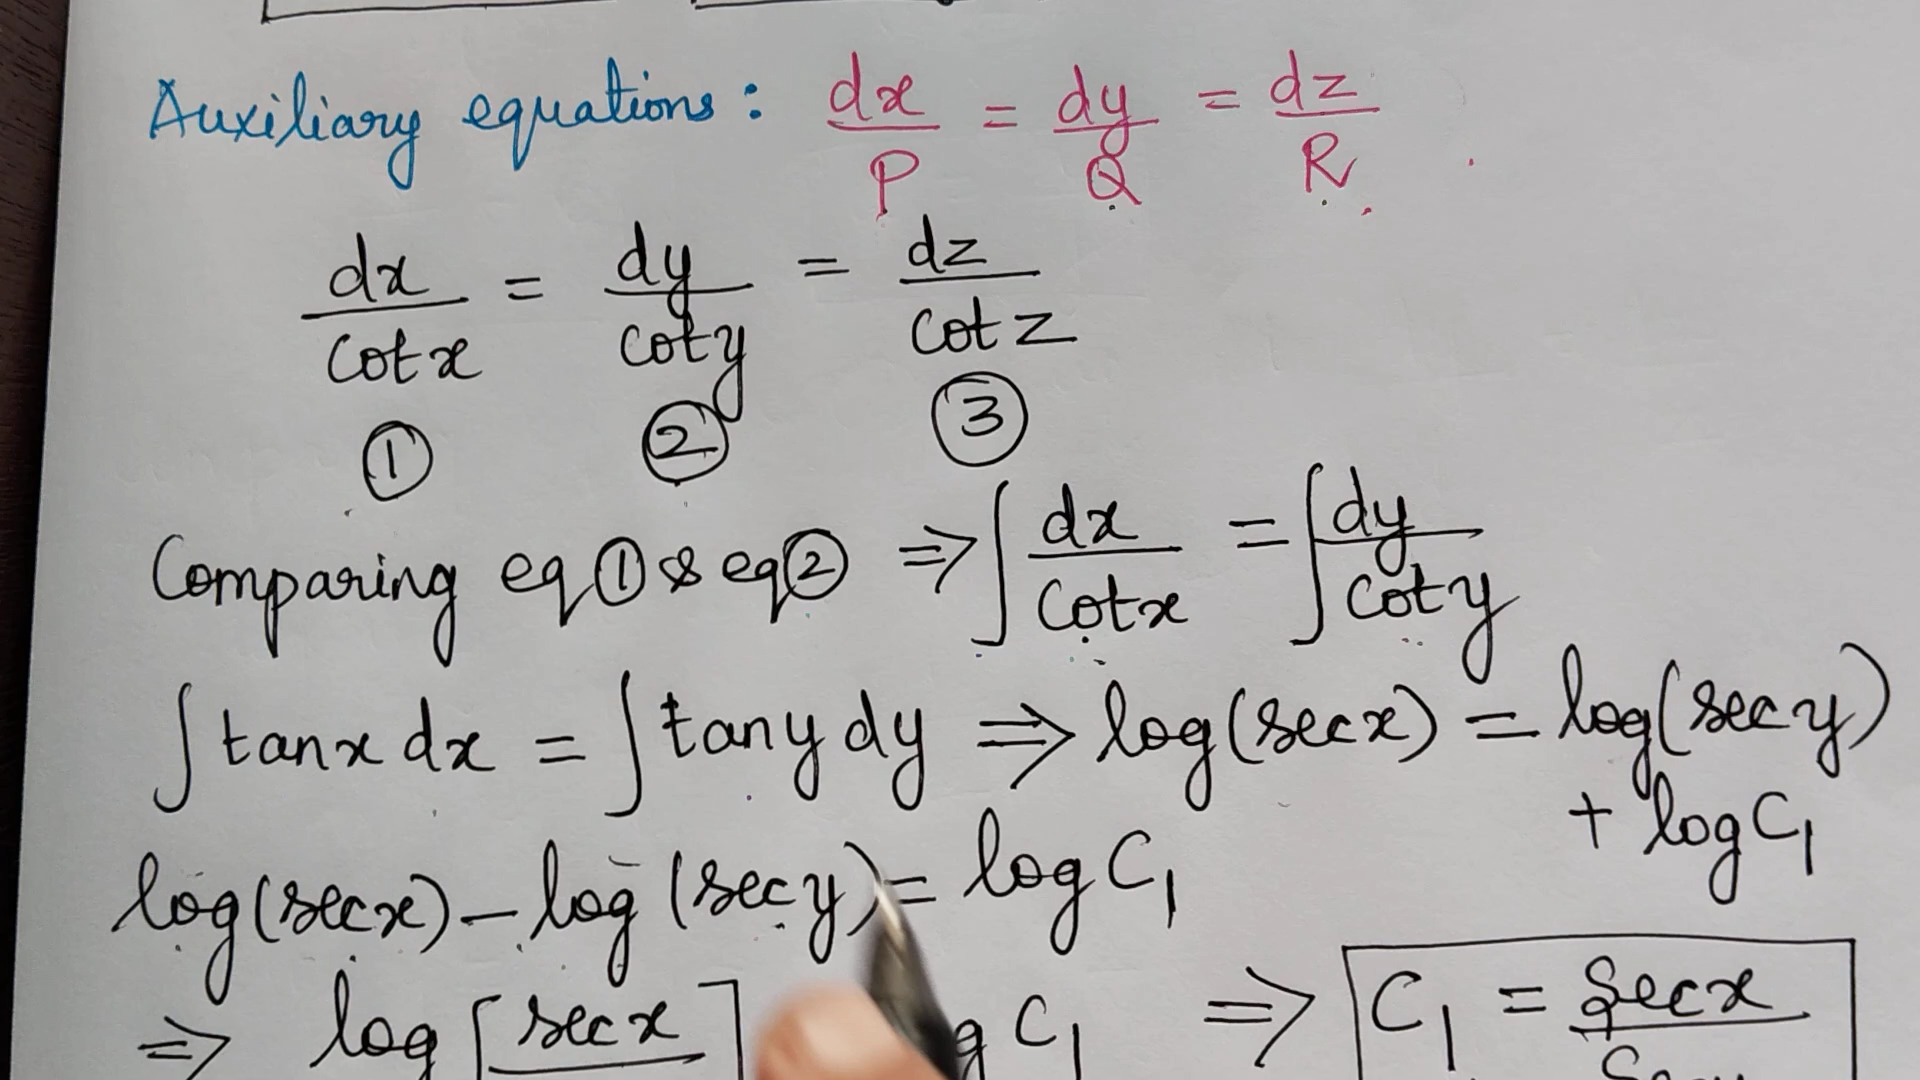 Auxiliary equations: dx/P = dy/Q = dz/R
dx/cotx = dy/coty = dz/cotz
① ② ③
Comparing eq① & eq② ⇒ ∫ dx/cotx = ∫ dy/coty
∫ tanx dx = ∫ tany dy ⇒ log(secx) = log(secy)
+ log C₁
log(secx) – log(secy) = log C₁
⇒ log [secx] g C₁ ⇒ C₁ = Secx